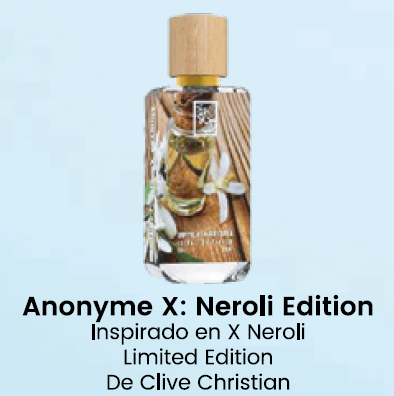 Anonyme X: Neroli Edition
Inspirado en X Neroli
Limited Edition
De Clive Christian